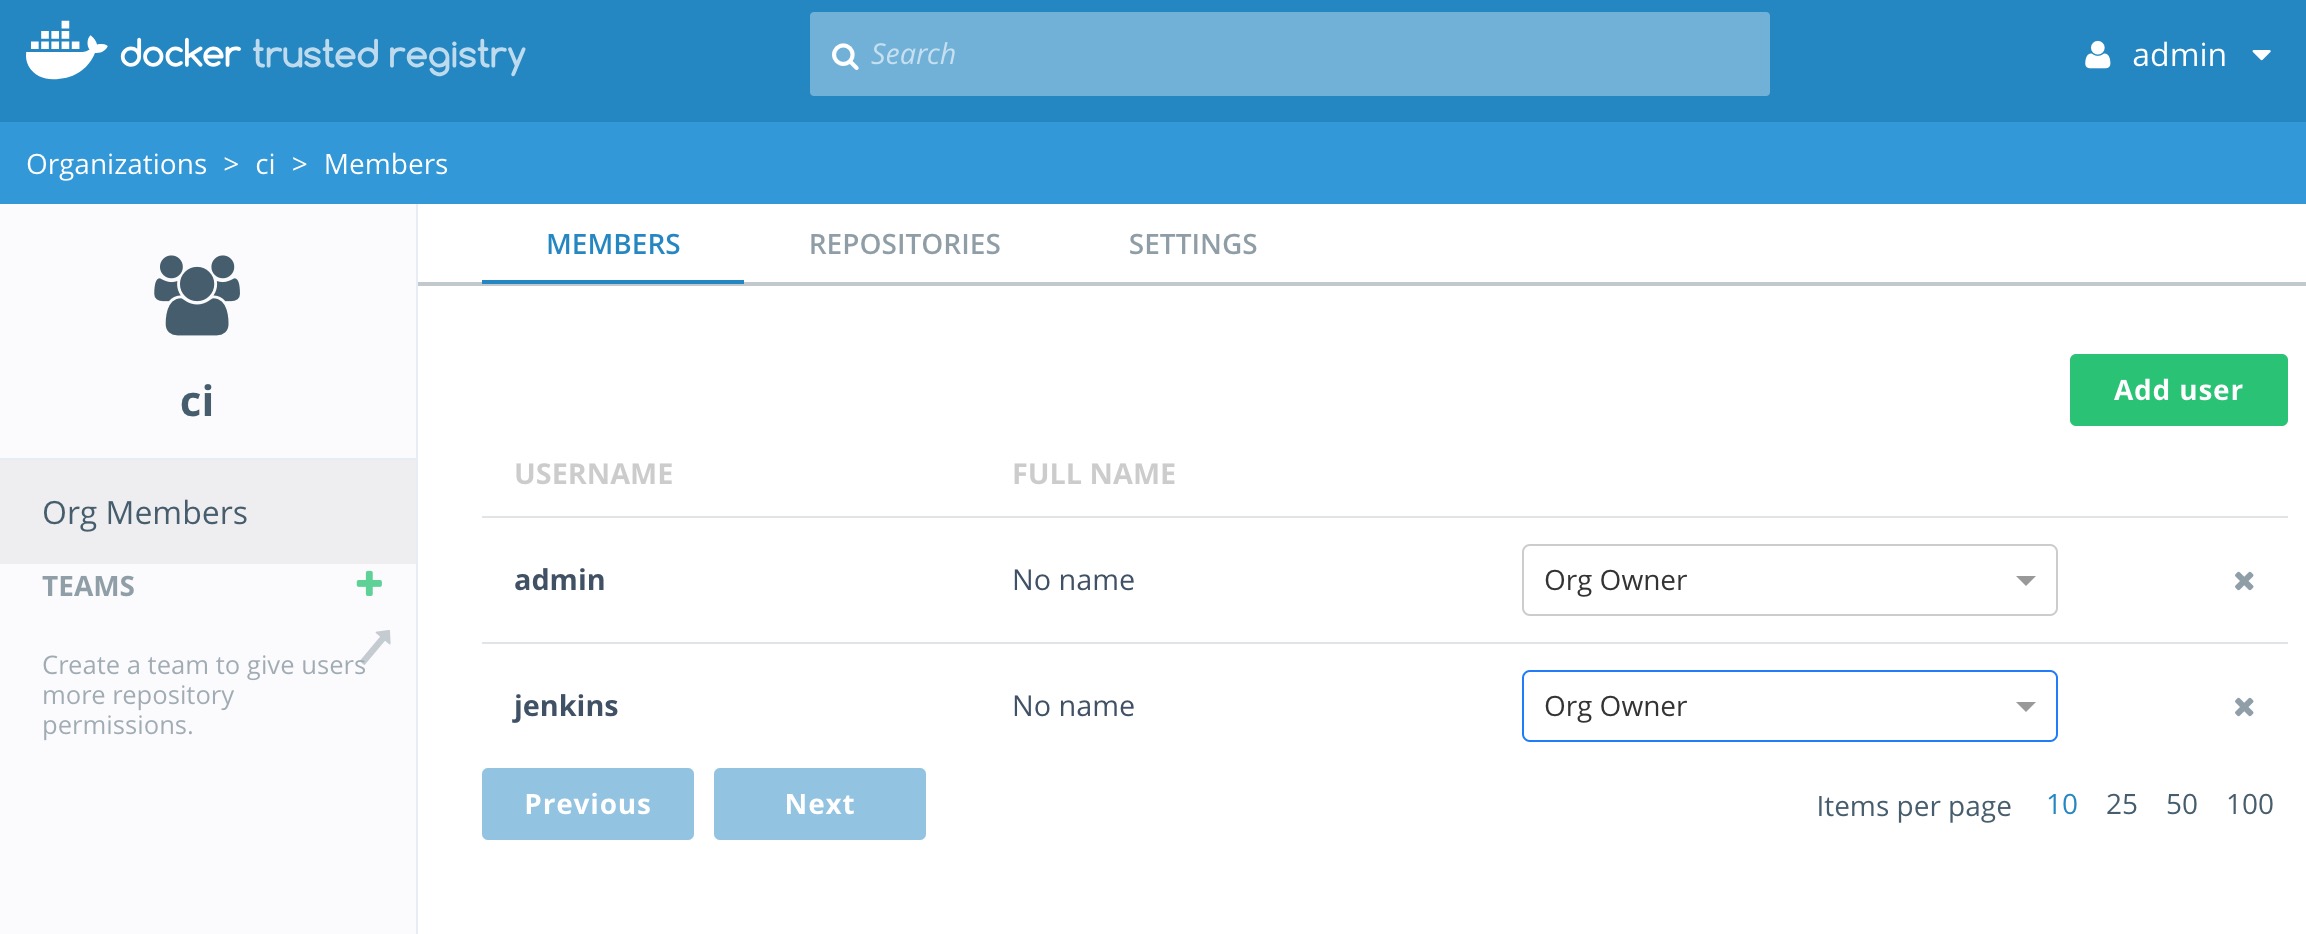 docker trusted registry
Search
admin
Organizations > ci > Members
ci
Org Members
TEAMS
Create a team to give users
more repository
permissions.
MEMBERS REPOSITORIES SETTINGS
Add user
USERNAME FULL NAME
admin No name Org Owner
jenkins No name Org Owner
Previous Next
Items per page 10 25 50 100